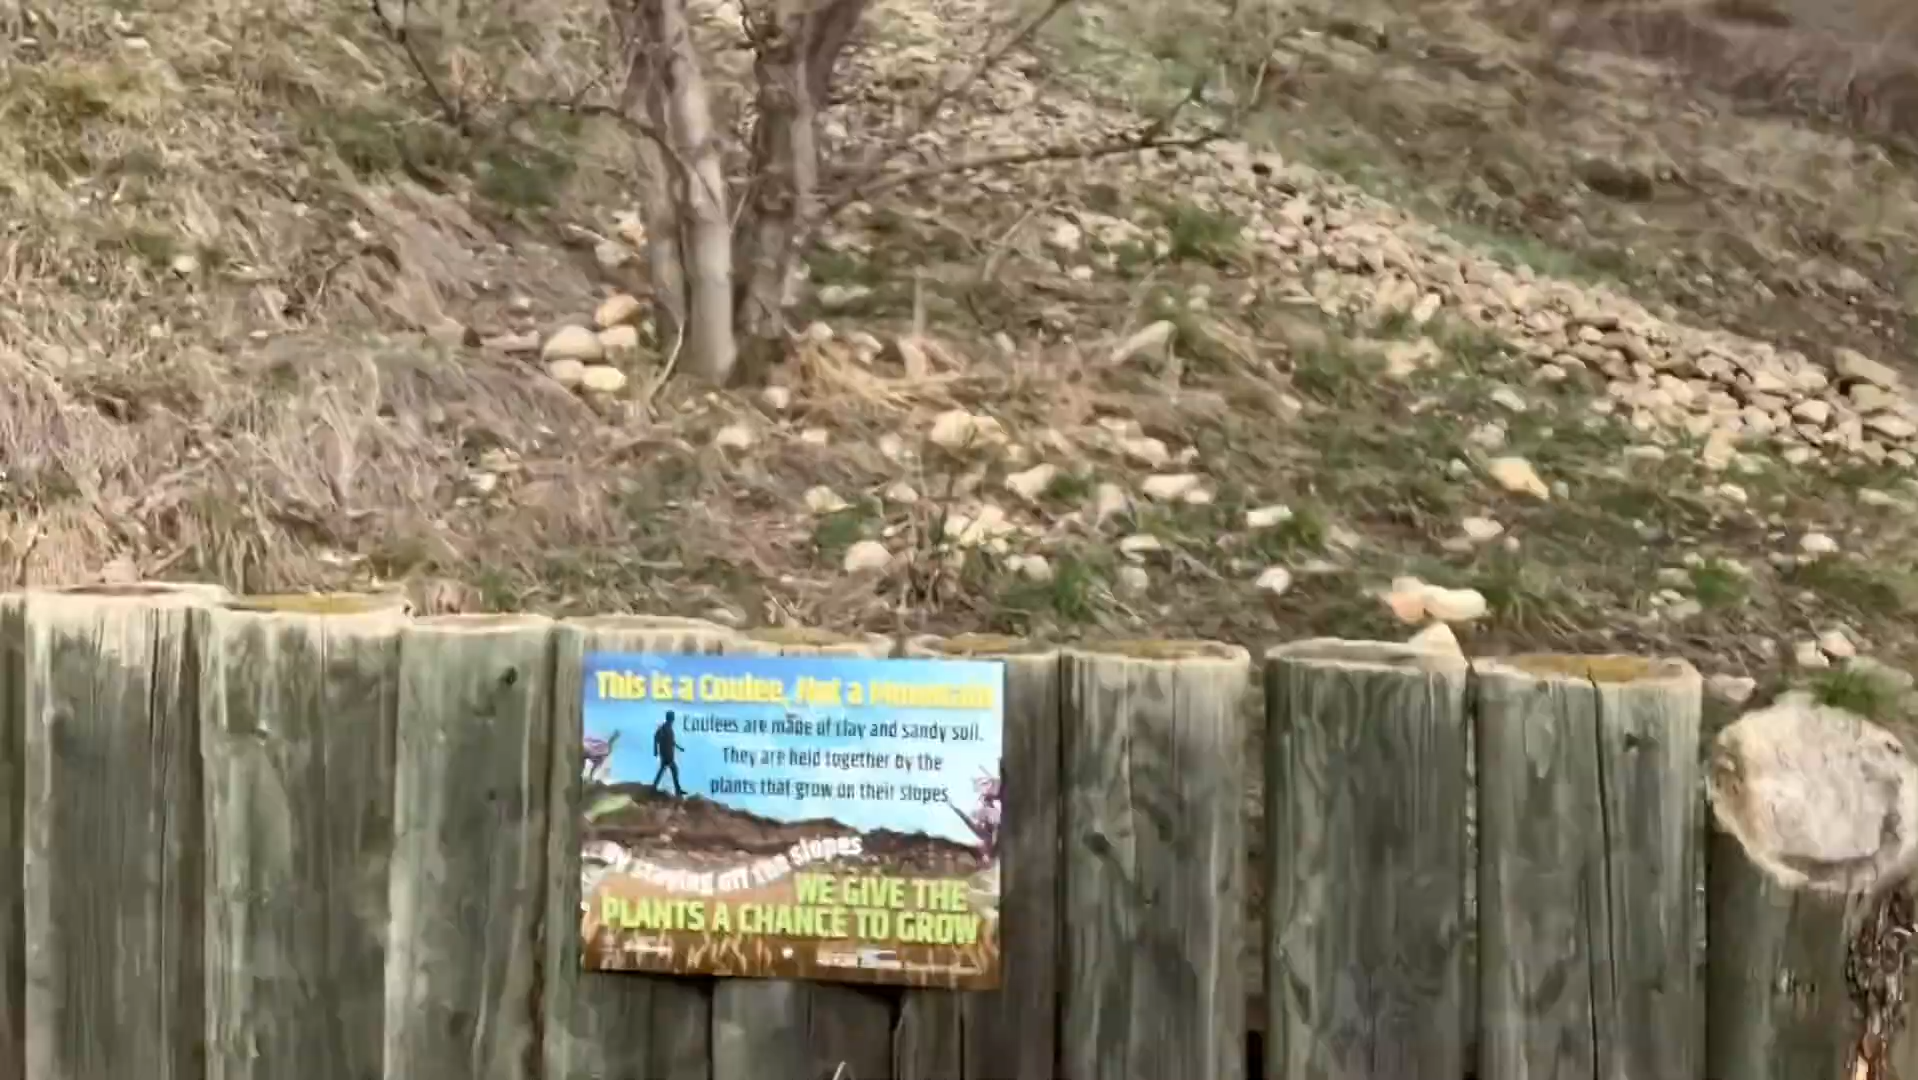 This is a Coulee, Not a Mountain
Coulees are made of clay and sandy soil.
They are held together by the
plants that grow on their slopes
By staying off the slopes
WE GIVE THE
PLANTS A CHANCE TO GROW